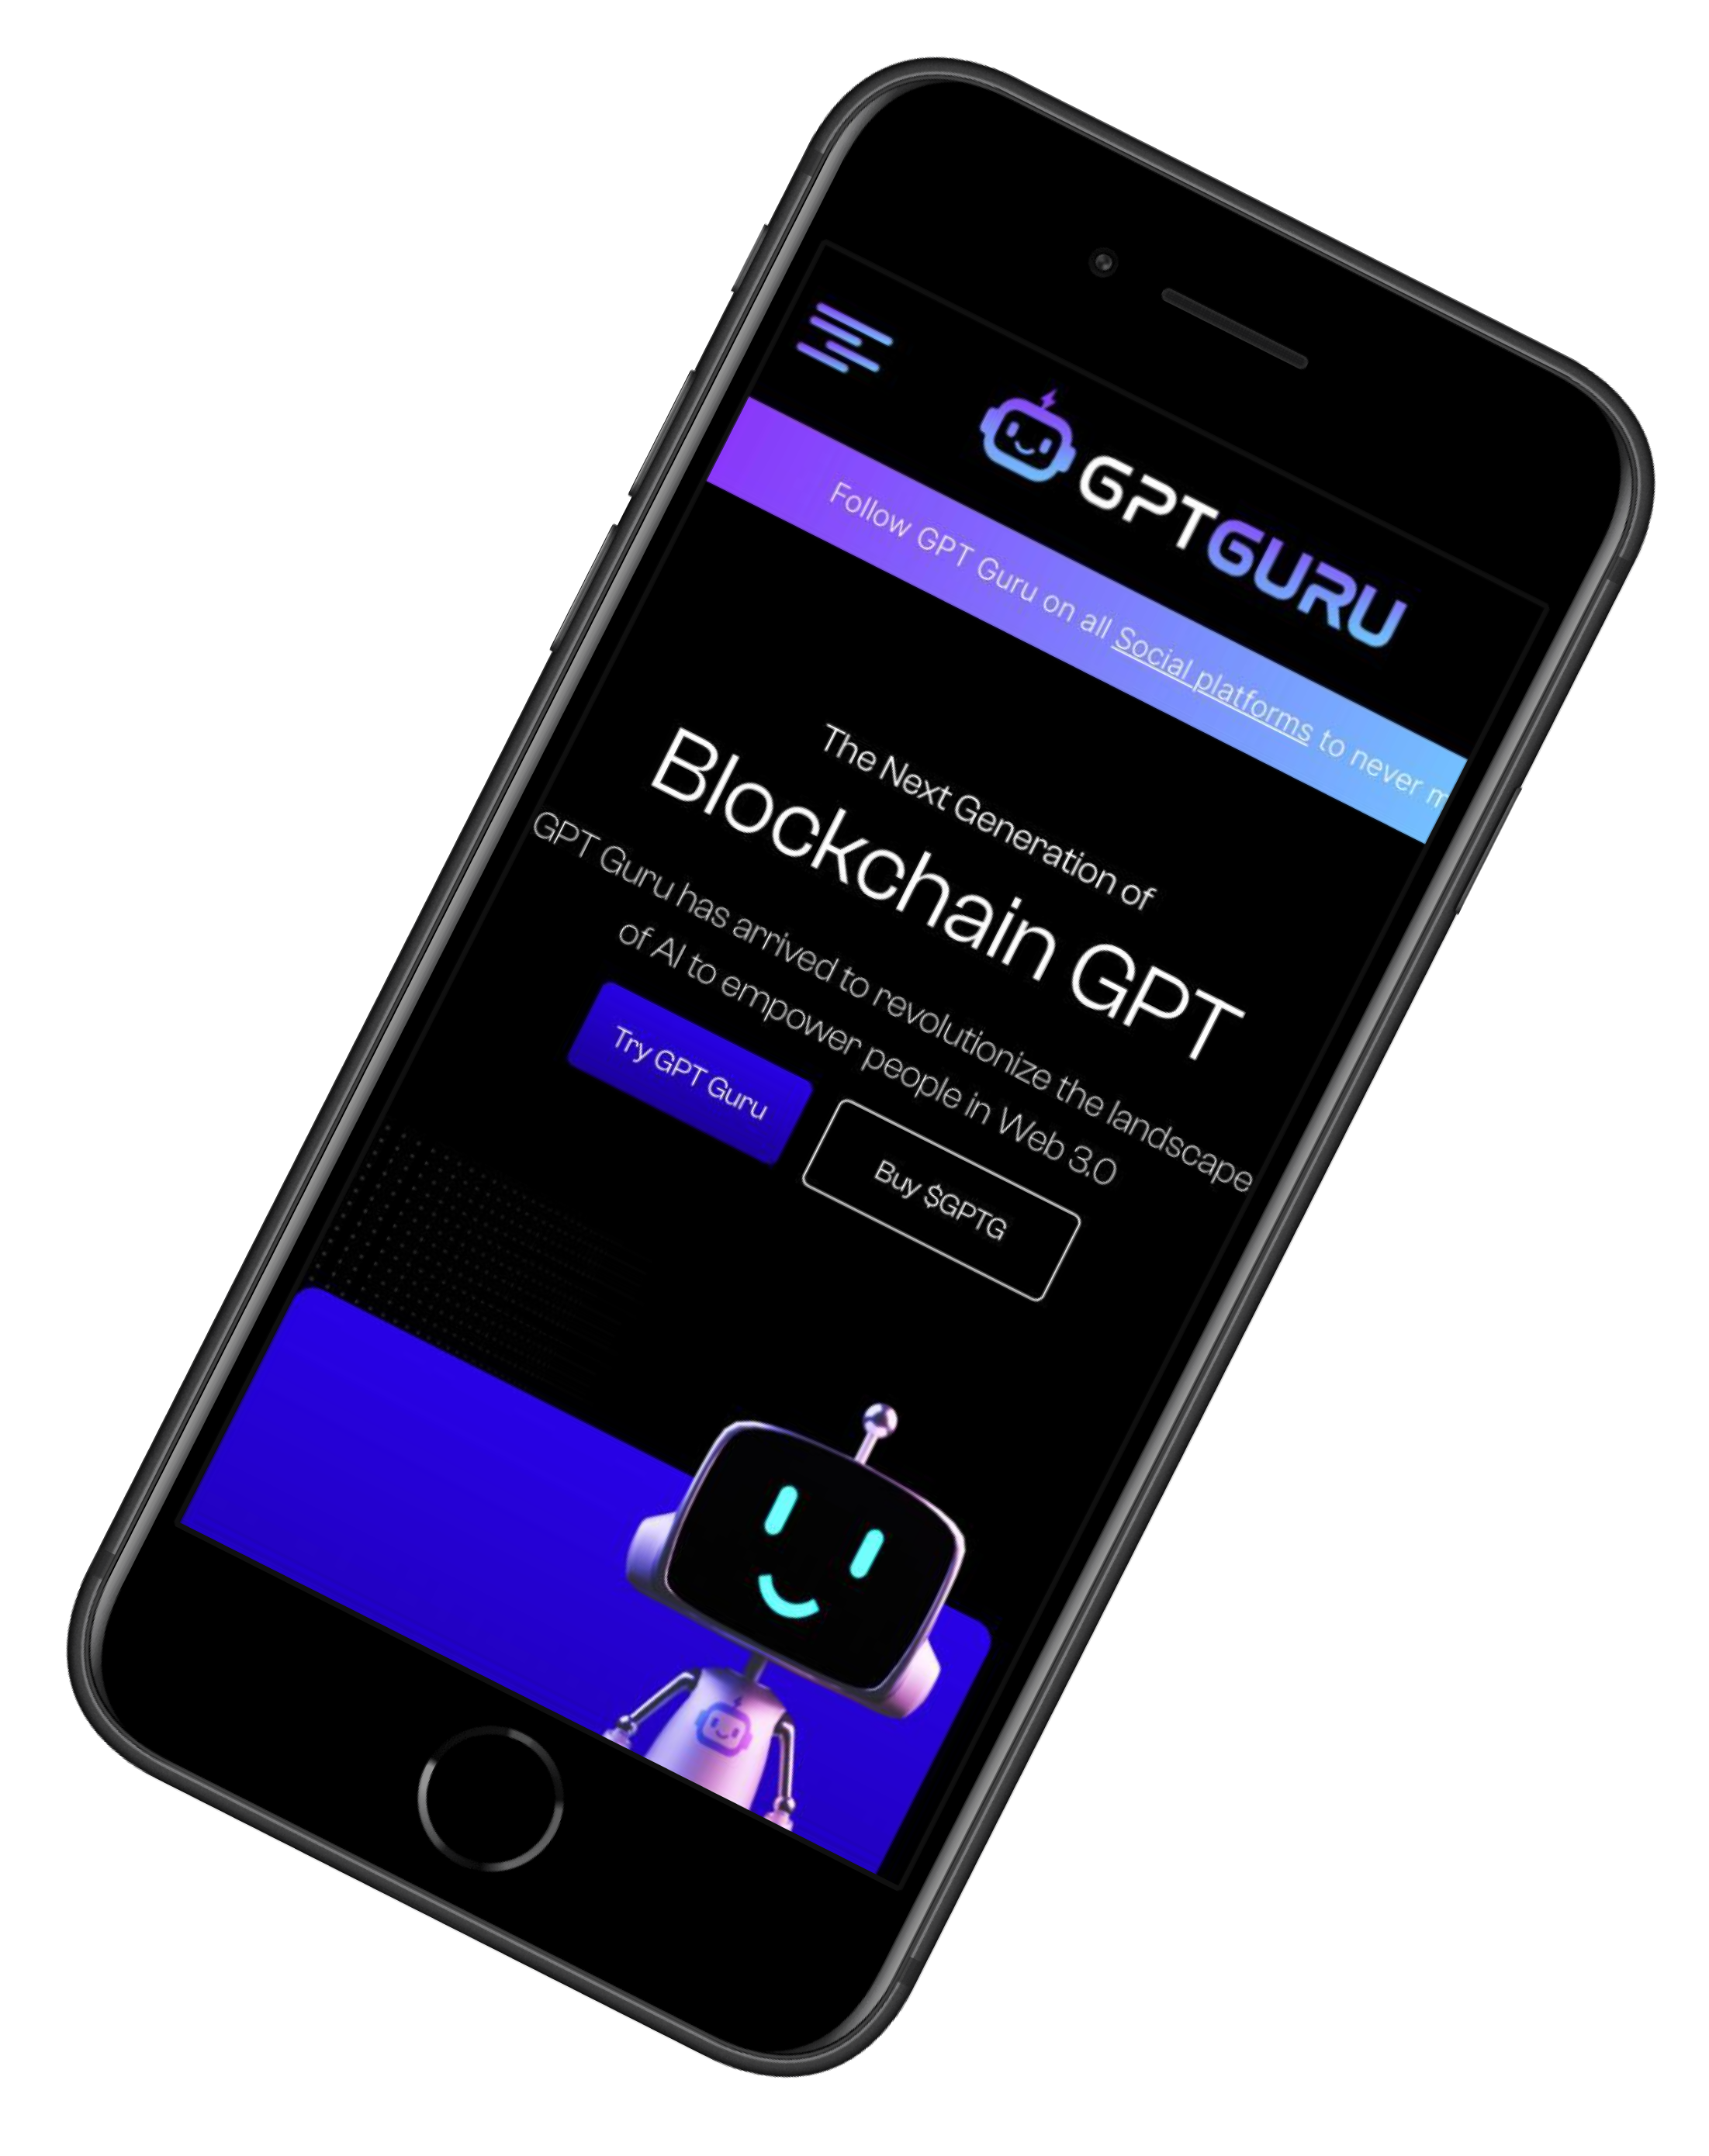 GPTGURU
Follow GPT Guru on all Social platforms to never
The Next Generation of
Blockchain GPT
GPT Guru has arrived to revolutionize the landscape
of AI to empower people in Web 3.0
Try GPT Guru
Buy $GPTG